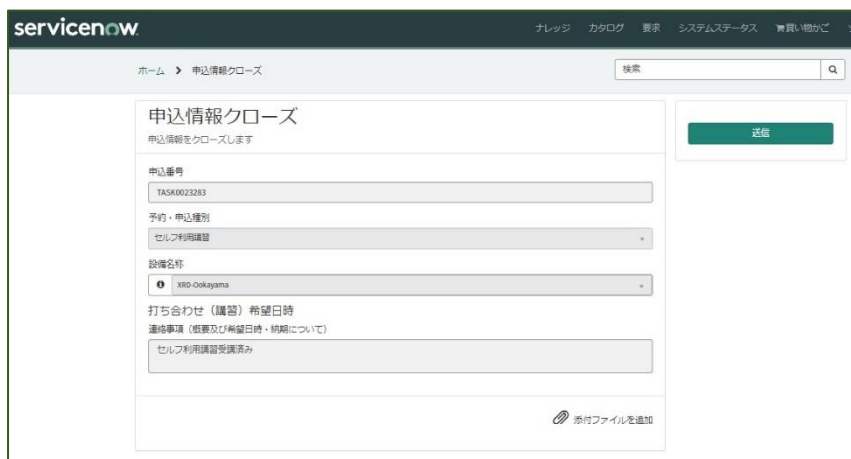 servicenow
ナレッジ カタログ 要求 システムステータス 買い物かご
ホーム > 申込情報クローズ
検索
申込情報クローズ
申込情報をクローズします
送信
申込番号
TASK0023283
予約・申込種別
セルフ利用講習
設備名称
XRD-Ookayama
打ち合わせ（講習）希望日時
連絡事項（概要及び希望日時・納期について）
セルフ利用講習受講済み
添付ファイルを追加